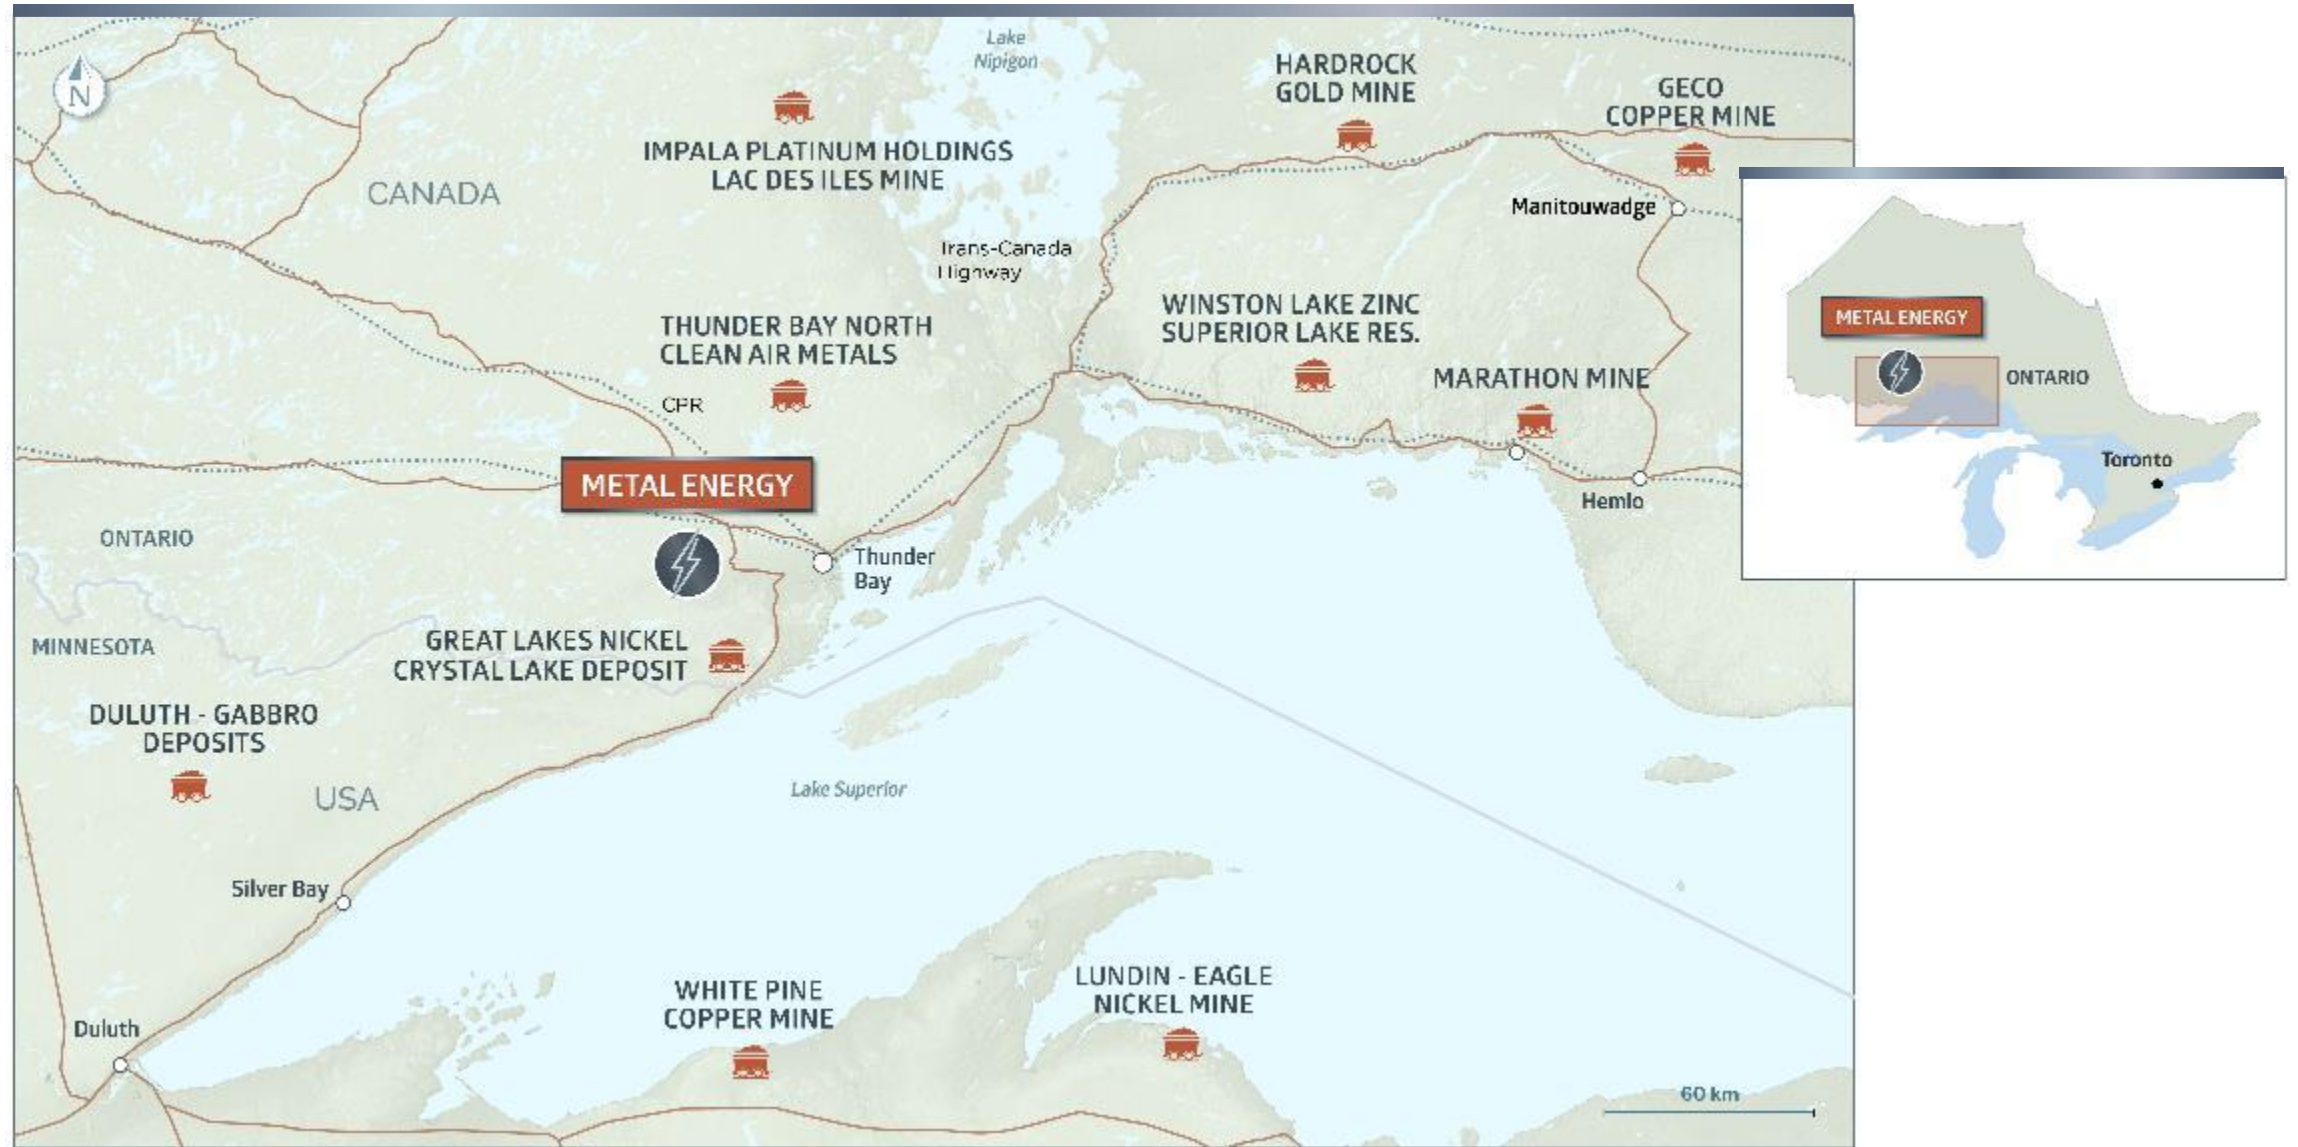 Lake
Nipigon
N
HARDROCK
GOLD MINE
GECO
COPPER MINE
IMPALA PLATINUM HOLDINGS
LAC DES ILES MINE
CANADA
Manitouwadge
Trans-Canada
Highway
WINSTON LAKE ZINC
SUPERIOR LAKE RES.
THUNDER BAY NORTH
CLEAN AIR METALS
MARATHON MINE
CPR
METAL ENERGY
Hemlo
ONTARIO
Thunder
Bay
MINNESOTA
GREAT LAKES NICKEL
CRYSTAL LAKE DEPOSIT
DULUTH - GABBRO
DEPOSITS
USA
Lake Superior
Silver Bay
WHITE PINE
COPPER MINE
LUNDIN - EAGLE
NICKEL MINE
Duluth
60 km
METAL ENERGY
ONTARIO
Toronto